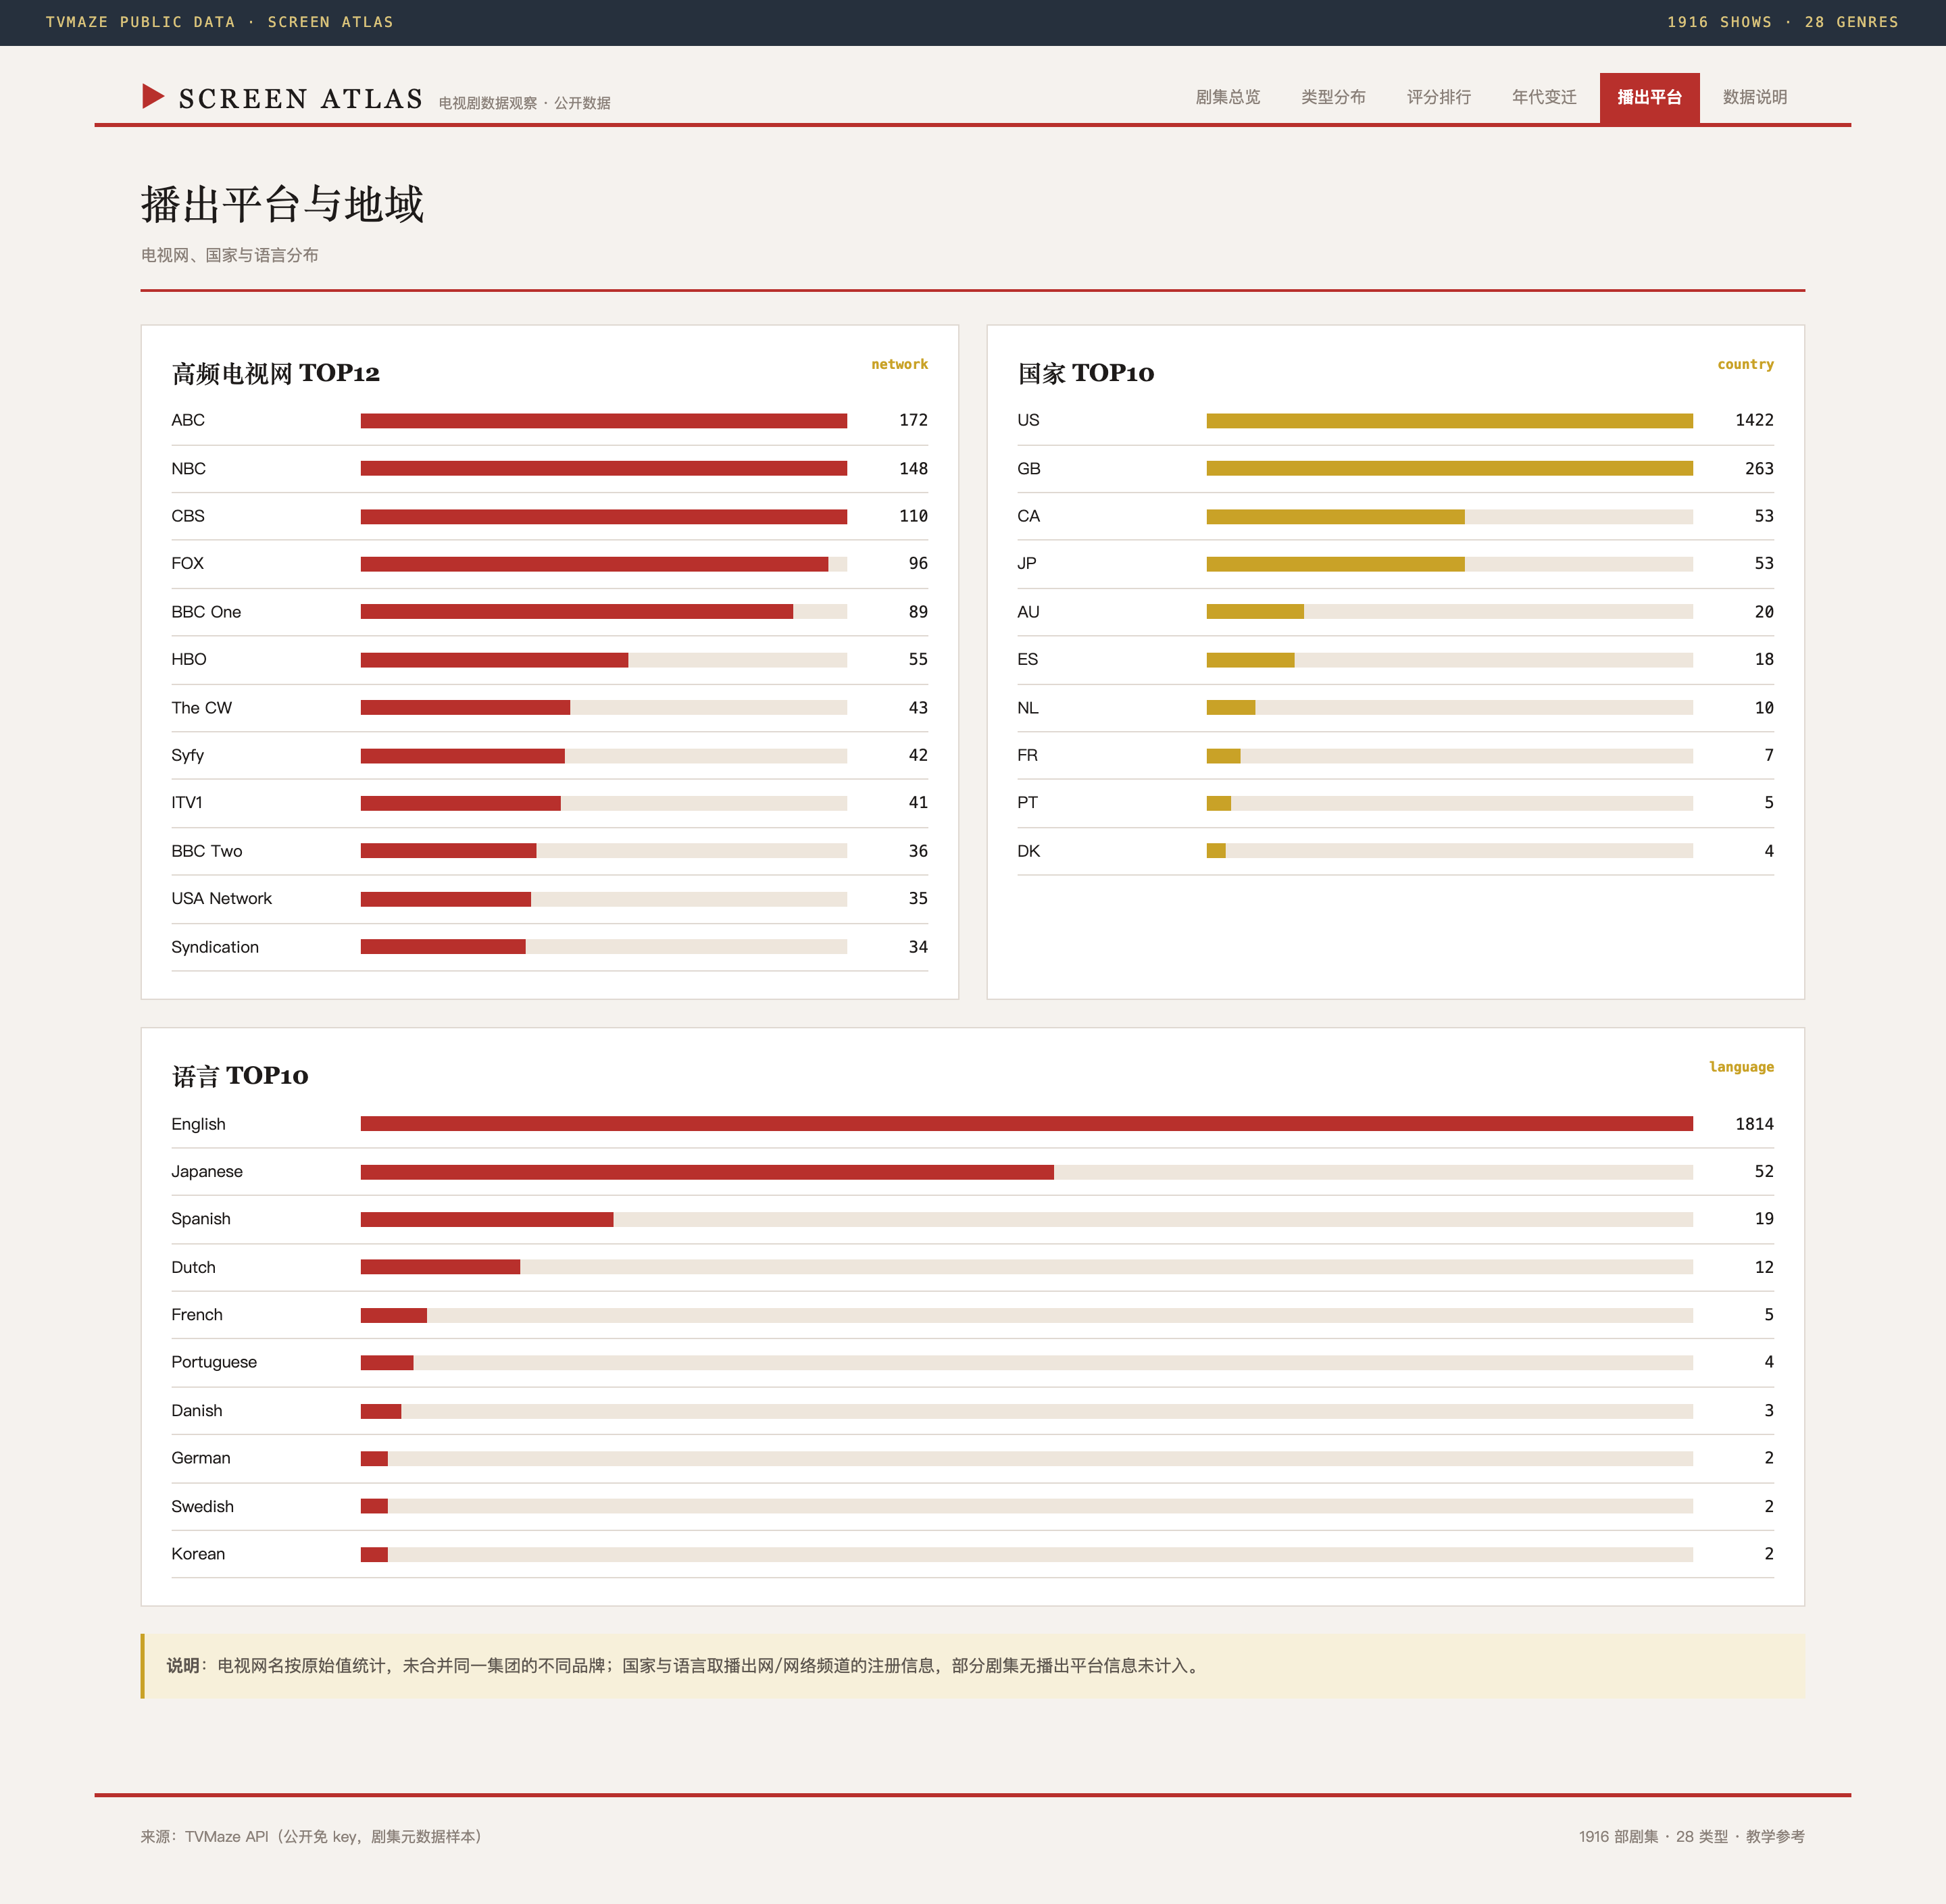 TVMAZE PUBLIC DATA · SCREEN ATLAS
1916 SHOWS · 28 GENRES
SCREEN ATLAS 电视剧数据观察 · 公开数据
剧集总览 类型分布 评分排行 年代变迁 播出平台 数据说明
播出平台与地域
电视网、国家与语言分布
高频电视网 TOP12 network
ABC 172
NBC 148
CBS 110
FOX 96
BBC One 89
HBO 55
The CW 43
Syfy 42
ITV1 41
BBC Two 36
USA Network 35
Syndication 34
国家 TOP10 country
US 1422
GB 263
CA 53
JP 53
AU 20
ES 18
NL 10
FR 7
PT 5
DK 4
语言 TOP10 language
English 1814
Japanese 52
Spanish 19
Dutch 12
French 5
Portuguese 4
Danish 3
German 2
Swedish 2
Korean 2
说明：电视网名按原始值统计，未合并同一集团的不同品牌；国家与语言取播出网/网络频道的注册信息，部分剧集无播出平台信息未计入。
来源：TVMaze API（公开免 key，剧集元数据样本）
1916 部剧集 · 28 类型 · 教学参考